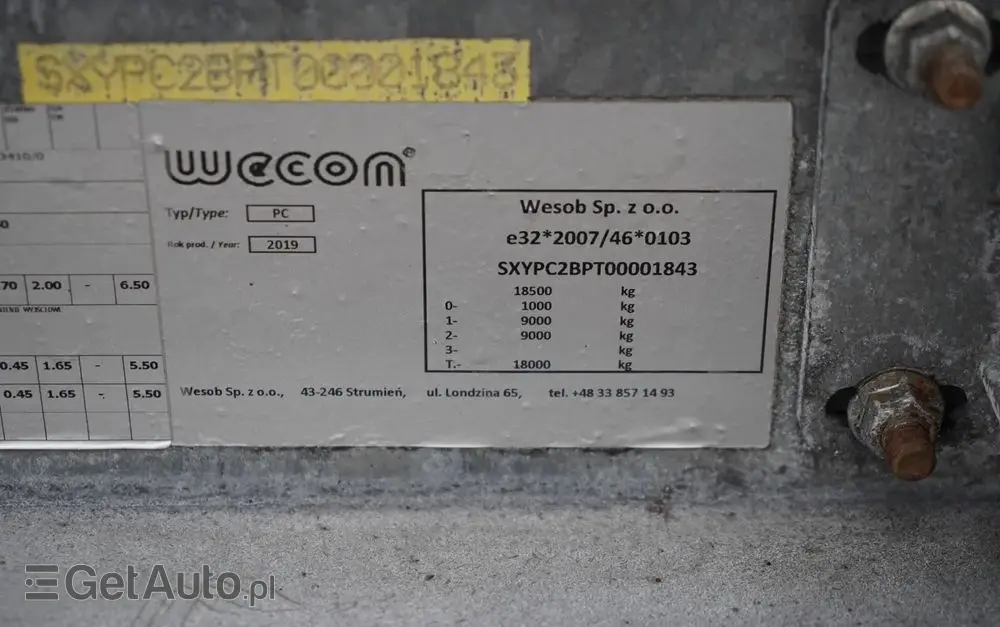 SXYPC2BPT00001843
3410/0
wecon®
Typ/Type: PC
Rok prod. / Year: 2019
Wesob Sp. z o.o.
e32*2007/46*0103
SXYPC2BPT00001843
18500 kg
0- 1000 kg
1- 9000 kg
2- 9000 kg
3- kg
T.- 18000 kg
70 2.00 - 6.50
0.45 1.65 - 5.50
0.45 1.65 - 5.50
Wesob Sp. z o.o., 43-246 Strumień, ul. Londzina 65, tel. +48 33 857 14 93
GetAuto.pl